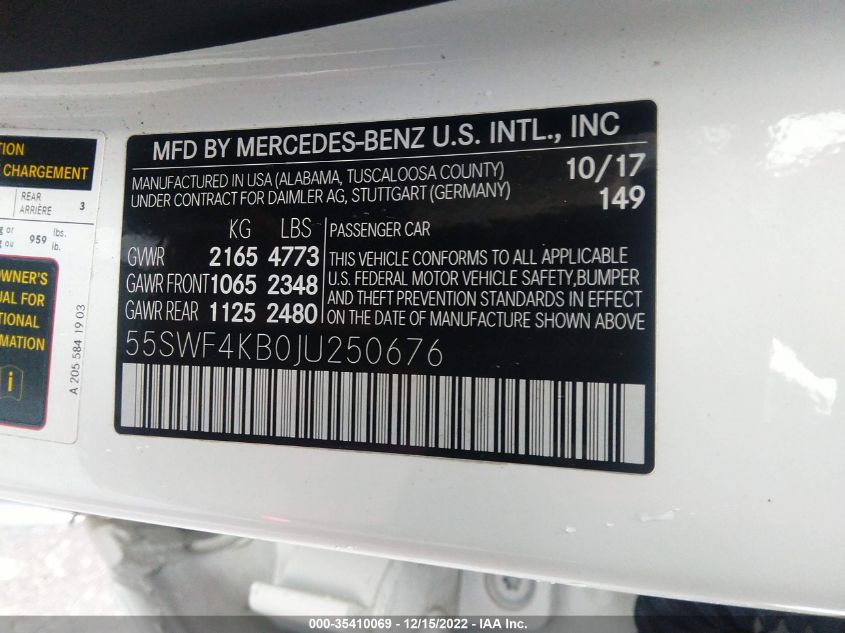 MFD BY MERCEDES-BENZ U.S. INTL., INC
MANUFACTURED IN USA (ALABAMA, TUSCALOOSA COUNTY) 10/17
UNDER CONTRACT FOR DAIMLER AG, STUTTGART (GERMANY) 149
KG LBS PASSENGER CAR
GVWR 2165 4773
GAWR FRONT 1065 2348
GAWR REAR 1125 2480
THIS VEHICLE CONFORMS TO ALL APPLICABLE
U.S. FEDERAL MOTOR VEHICLE SAFETY, BUMPER
AND THEFT PREVENTION STANDARDS IN EFFECT
ON THE DATE OF MANUFACTURE SHOWN ABOVE
55SWF4KB0JU250676
CHARGEMENT
REAR
ARRIÈRE 3
or 959 lbs.
ou lb.
OWNER'S
FOR
A 205 584 19 03
000-35410069 - 12/15/2022 - IAA Inc.